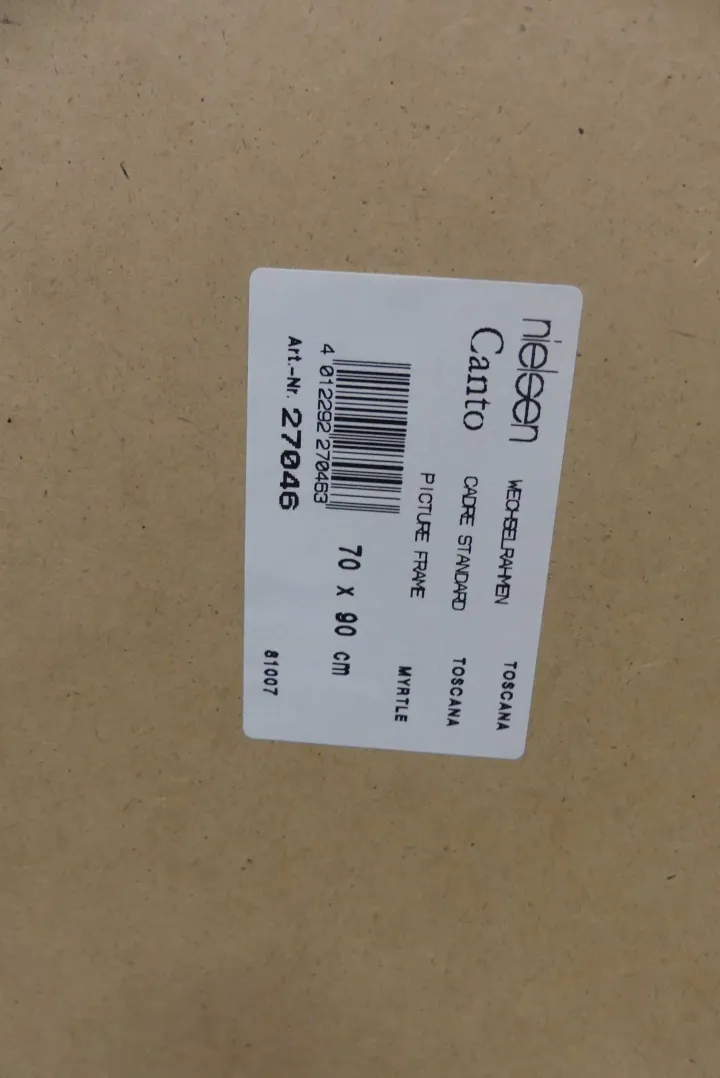 nielsen
Canto
WECHSELRAHMEN TOSCANA
CADRE STANDARD TOSCANA
PICTURE FRAME MYRTLE
4 012292 270463
70 x 90 cm
Art.-Nr. 27046
81007